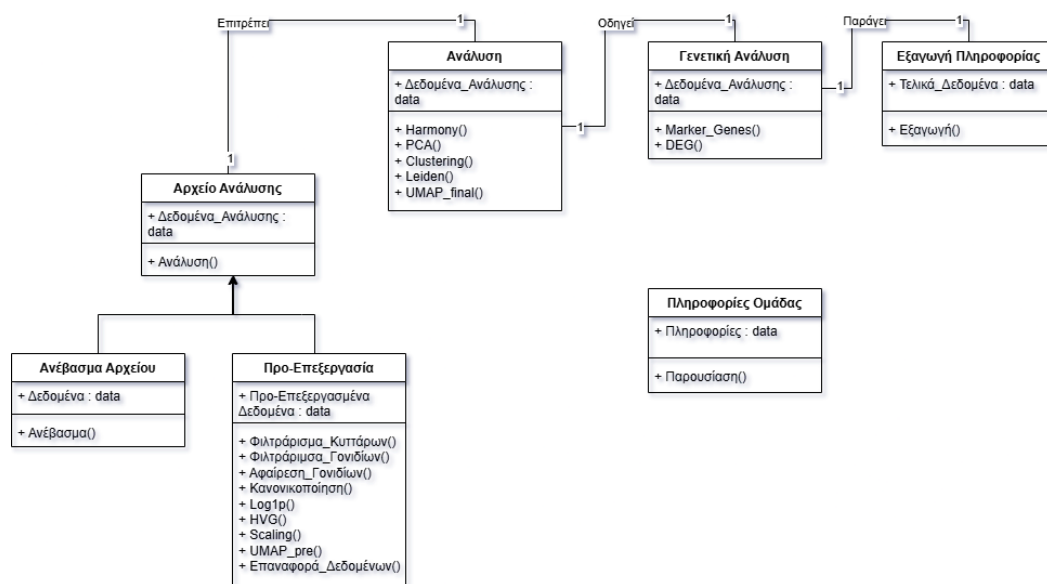 Επιτρέπει
1
Οδηγεί
1
Παράγει
1
Ανάλυση
+ Δεδομένα_Ανάλυσης :
data
+ Harmony()
+ PCA()
+ Clustering()
+ Leiden()
+ UMAP_final()
1
Γενετική Ανάλυση
+ Δεδομένα_Ανάλυσης :
data
+ Marker_Genes()
+ DEG()
1
Εξαγωγή Πληροφορίας
+ Τελικά_Δεδομένα : data
+ Εξαγωγή()
1
Αρχείο Ανάλυσης
+ Δεδομένα_Ανάλυσης :
data
+ Ανάλυση()
Πληροφορίες Ομάδας
+ Πληροφορίες : data
+ Παρουσίαση()
Ανέβασμα Αρχείου
+ Δεδομένα : data
+ Ανέβασμα()
Προ-Επεξεργασία
+ Προ-Επεξεργασμένα
Δεδομένα : data
+ Φιλτράρισμα_Κυττάρων()
+ Φιλτράριμσα_Γονιδίων()
+ Αφαίρεση_Γονιδίων()
+ Κανονικοποίηση()
+ Log1p()
+ HVG()
+ Scaling()
+ UMAP_pre()
+ Επαναφορά_Δεδομένων()